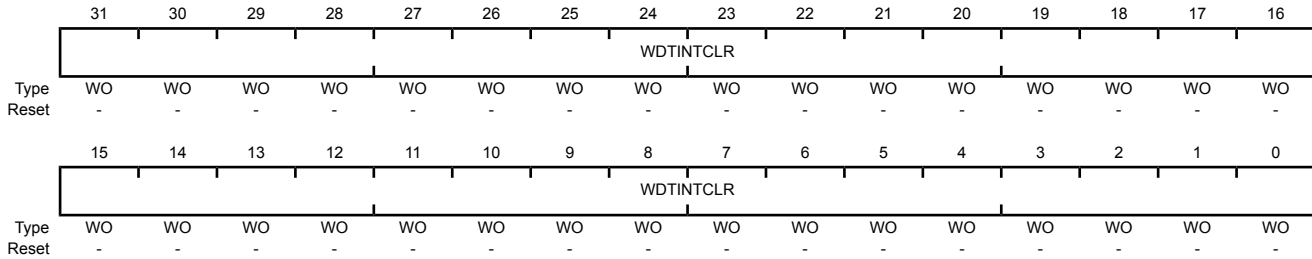 31 30 29 28 27 26 25 24 23 22 21 20 19 18 17 16
WDTINTCLR
Type WO WO WO WO WO WO WO WO WO WO WO WO WO WO WO WO
Reset - - - - - - - - - - - - - - - -
15 14 13 12 11 10 9 8 7 6 5 4 3 2 1 0
WDTINTCLR
Type WO WO WO WO WO WO WO WO WO WO WO WO WO WO WO WO
Reset - - - - - - - - - - - - - - - -